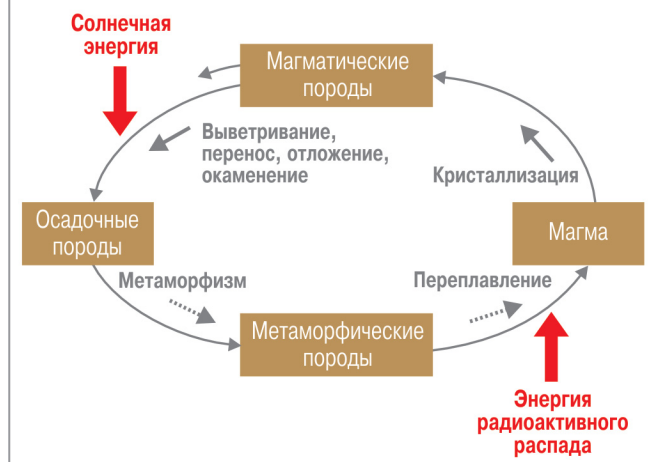 Солнечная
энергия
Магматические
породы
Выветривание,
перенос, отложение,
окаменение
Кристаллизация
Осадочные
породы
Магма
Метаморфизм
Переплавление
Метаморфические
породы
Энергия
радиоактивного
распада